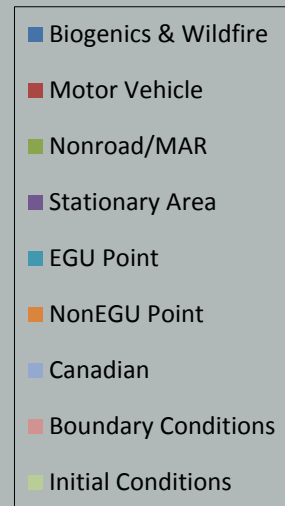 Biogenics & Wildfire
Motor Vehicle
Nonroad/MAR
Stationary Area
EGU Point
NonEGU Point
Canadian
Boundary Conditions
Initial Conditions